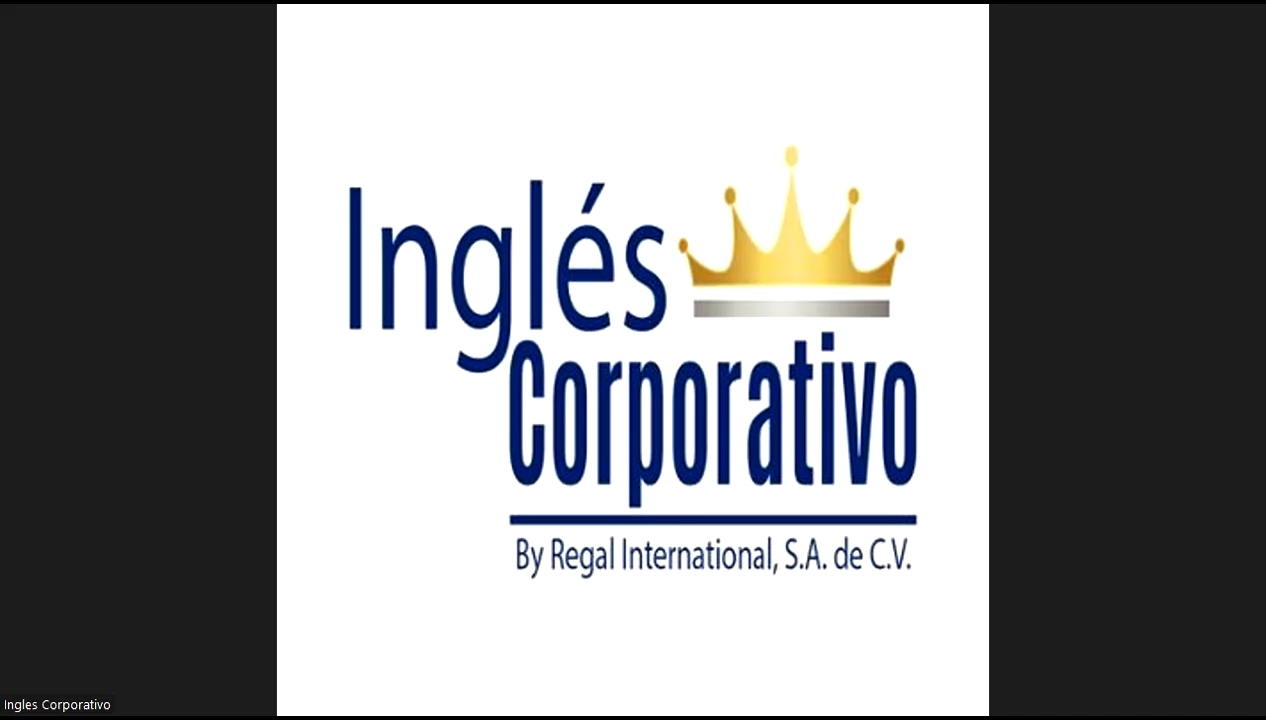 Inglés
Corporativo
By Regal International, S.A. de C.V.
Ingles Corporativo